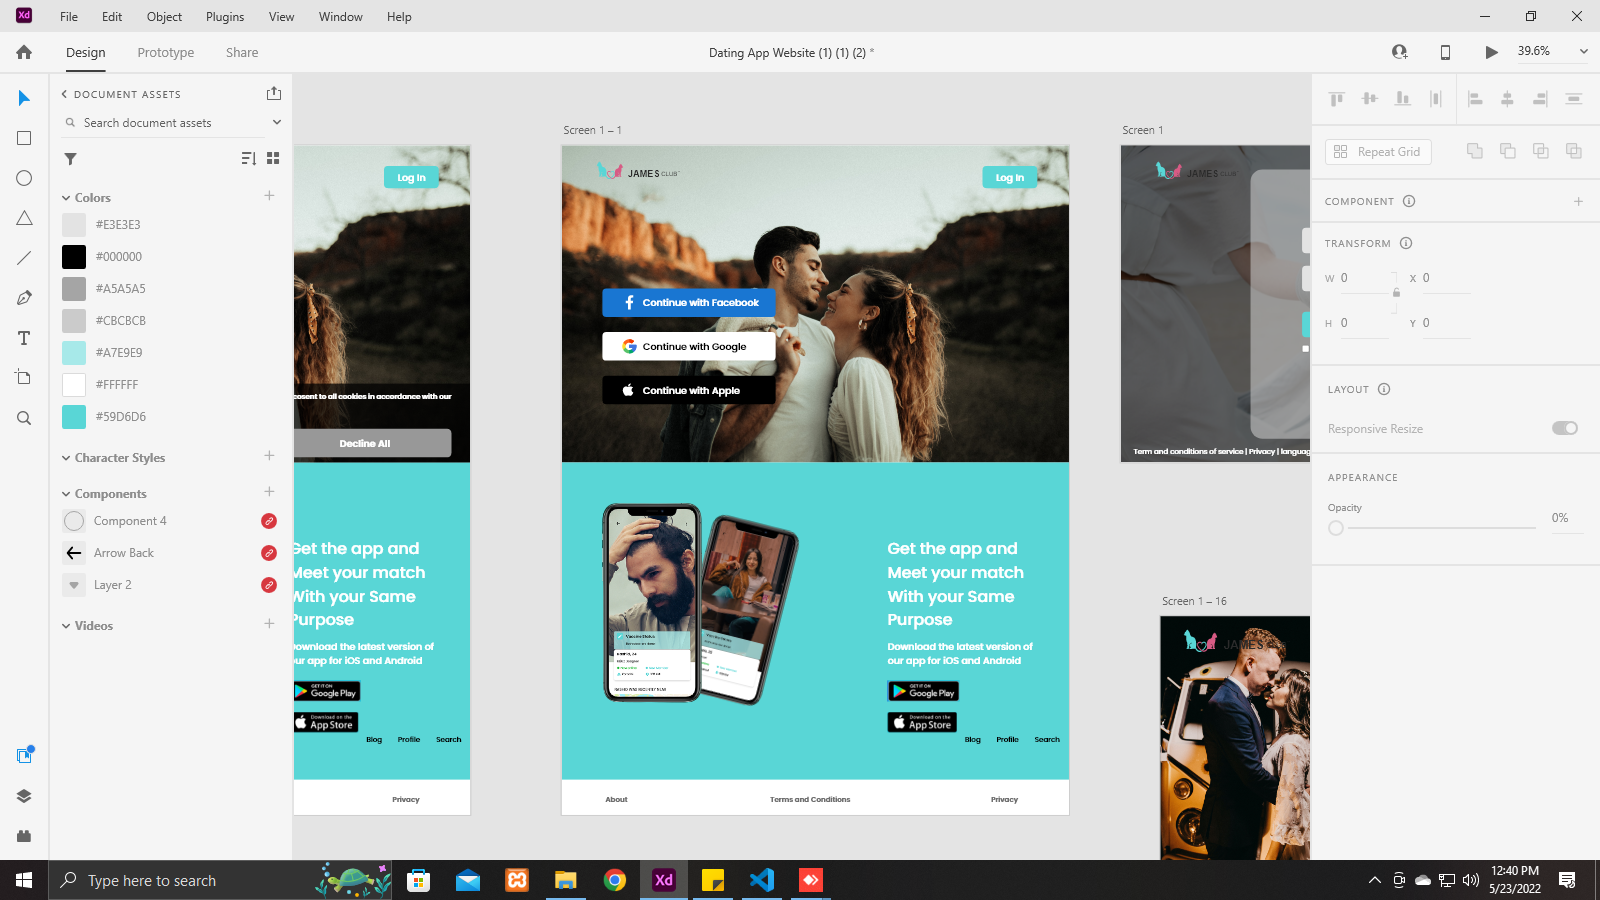 Xd File Edit Object Plugins View Window Help
Design Prototype Share
Dating App Website (1) (1) (2) *
39.6%
DOCUMENT ASSETS
Search document assets
Colors
#E3E3E3
#000000
#A5A5A5
#CBCBCB
#A7E9E9
#FFFFFF
#59D6D6
Character Styles
Components
Component 4
Arrow Back
Layer 2
Videos
Log In
consent to all cookies in accordance with our
Decline All
Get the app and
Meet your match
With your Same
Purpose
Download the latest version of
our app for iOS and Android
GET IT ON
Google Play
Download on the
App Store
Blog Profile Search
Privacy
Screen 1 – 1
JAMES CLUB
Log In
Continue with Facebook
Continue with Google
Continue with Apple
Vaccine Status
Get the app and
Meet your match
With your Same
Purpose
Download the latest version of
our app for iOS and Android
GET IT ON
Google Play
Download on the
App Store
Blog Profile Search
About Terms and Conditions Privacy
Screen 1
JAMES CLUB
Term and conditions of service | Privacy | languag
Screen 1 – 16
JAMES
Repeat Grid
COMPONENT
TRANSFORM
W 0 X 0
H 0 Y 0
LAYOUT
Responsive Resize
APPEARANCE
Opacity
0%
Type here to search
Xd
12:40 PM
5/23/2022